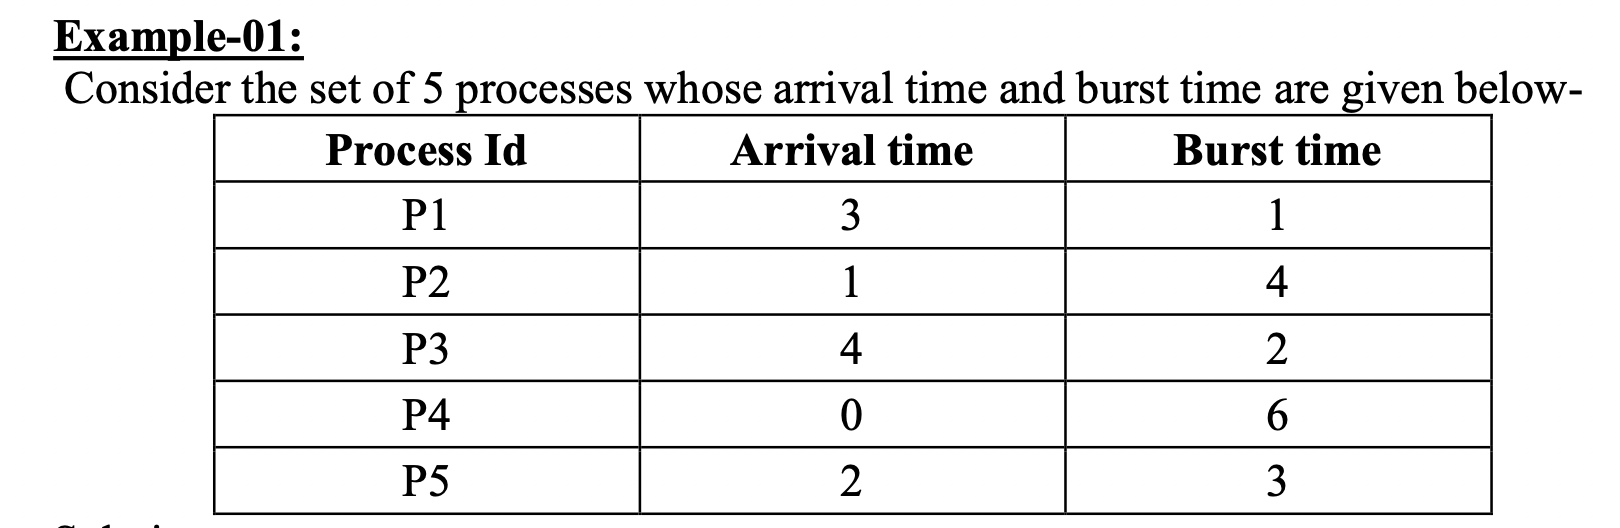 Example-01:
Consider the set of 5 processes whose arrival time and burst time are given below-
Process Id Arrival time Burst time
P1 3 1
P2 1 4
P3 4 2
P4 0 6
P5 2 3